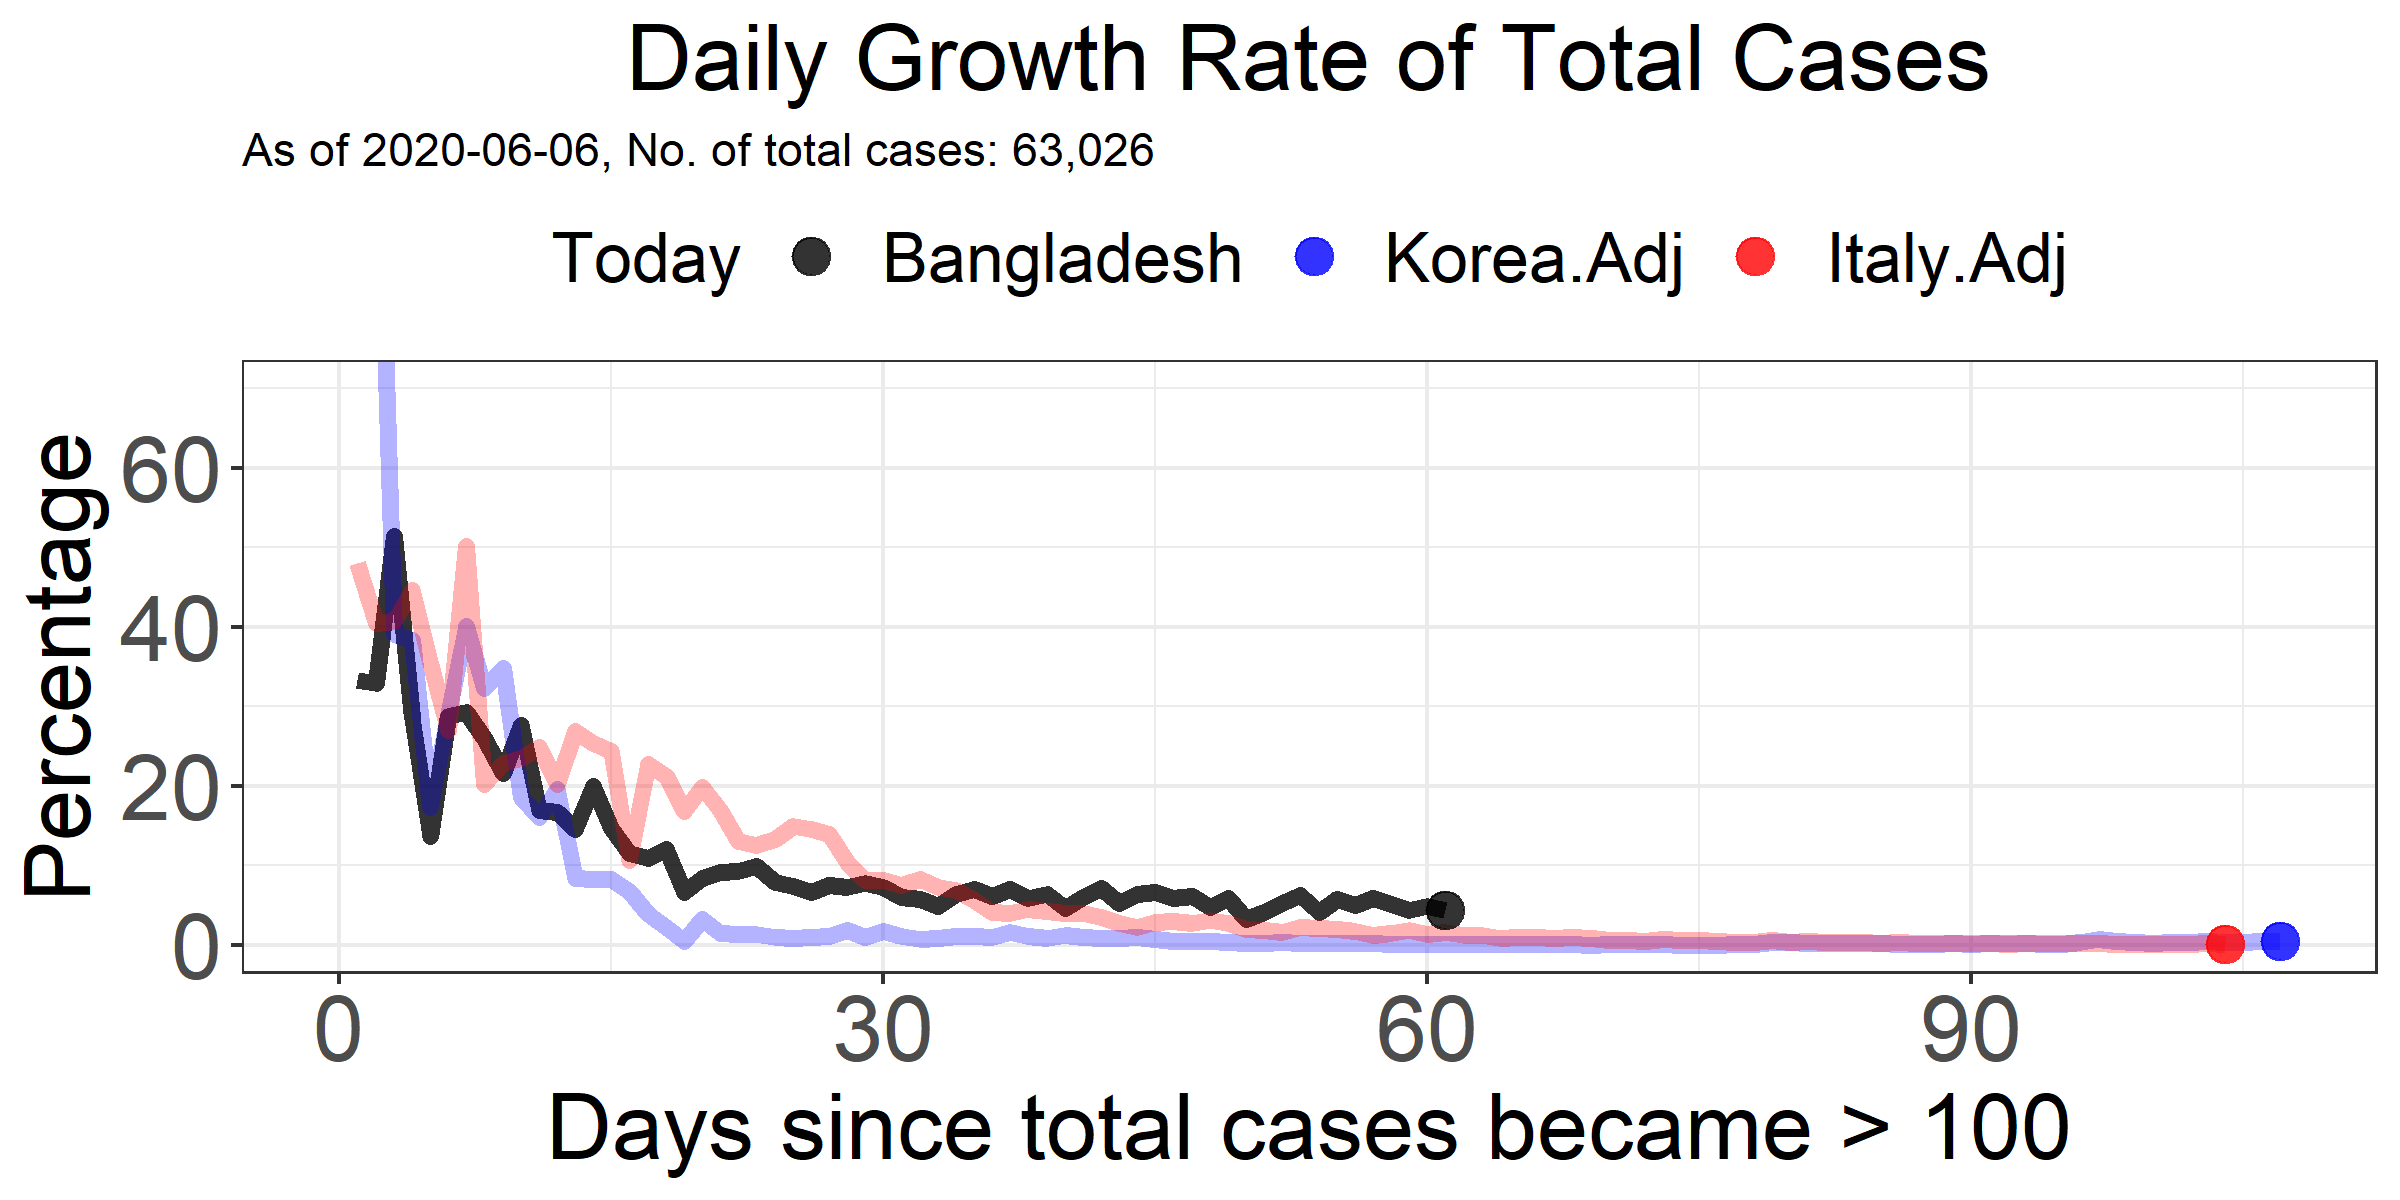 Daily Growth Rate of Total Cases
As of 2020-06-06, No. of total cases: 63,026
Today Bangladesh Korea.Adj Italy.Adj
Percentage
60
40
20
0
0 30 60 90
Days since total cases became > 100